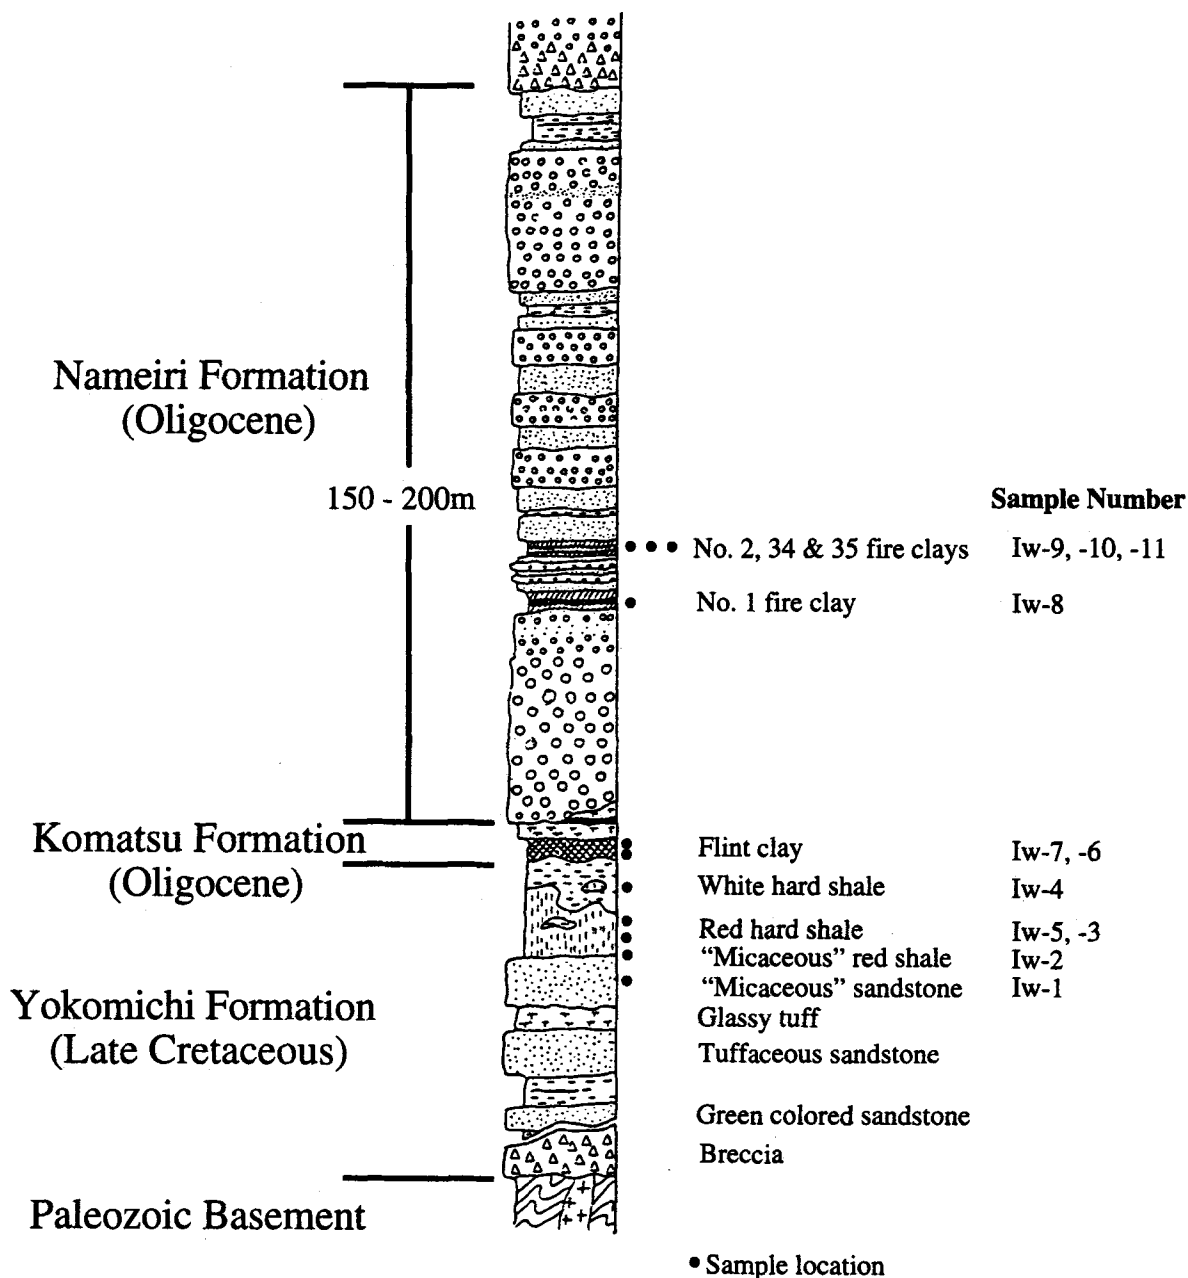 Nameiri Formation
(Oligocene)
150 - 200m
Sample Number
No. 2, 34 & 35 fire clays Iw-9, -10, -11
No. 1 fire clay Iw-8
Komatsu Formation
(Oligocene)
Flint clay Iw-7, -6
White hard shale Iw-4
Red hard shale Iw-5, -3
“Micaceous” red shale Iw-2
“Micaceous” sandstone Iw-1
Yokomichi Formation
(Late Cretaceous)
Glassy tuff
Tuffaceous sandstone
Green colored sandstone
Breccia
Paleozoic Basement
• Sample location